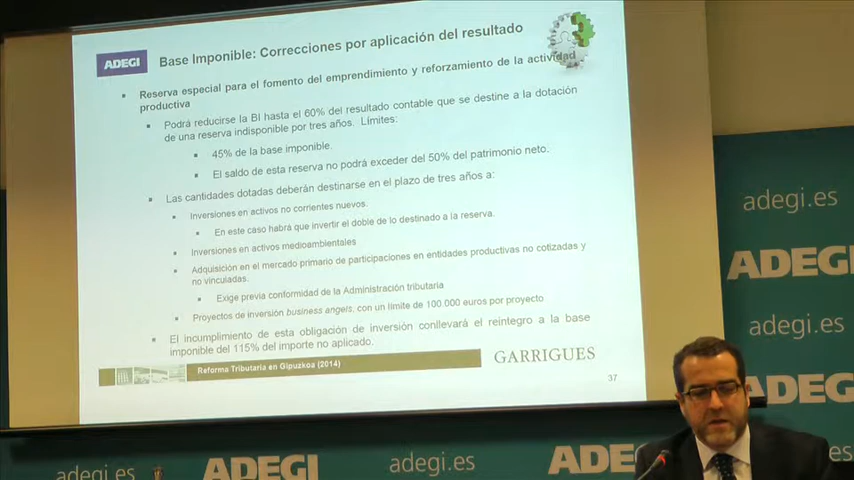 ADEGI
Base Imponible: Correcciones por aplicación del resultado
Reserva especial para el fomento del emprendimiento y reforzamiento de la actividad
productiva
Podrá reducirse la BI hasta el 60% del resultado contable que se destine a la dotación
de una reserva indisponible por tres años. Límites:
45% de la base imponible.
El saldo de esta reserva no podrá exceder del 50% del patrimonio neto.
Las cantidades dotadas deberán destinarse en el plazo de tres años a:
Inversiones en activos no corrientes nuevos.
En este caso habrá que invertir el doble de lo destinado a la reserva.
Inversiones en activos medioambientales
Adquisición en el mercado primario de participaciones en entidades productivas no cotizadas y
no vinculadas.
Exige previa conformidad de la Administración tributaria
Proyectos de inversión business angels, con un límite de 100.000 euros por proyecto
El incumplimiento de esta obligación de inversión conllevará el reintegro a la base
imponible del 115% del importe no aplicado.
Reforma Tributaria en Gipuzkoa (2014)
GARRIGUES
37
adegi.es
ADEGI
adegi.es
ADEGI
adegi.es
ADEGI
adegi.es
ADEGI
.es